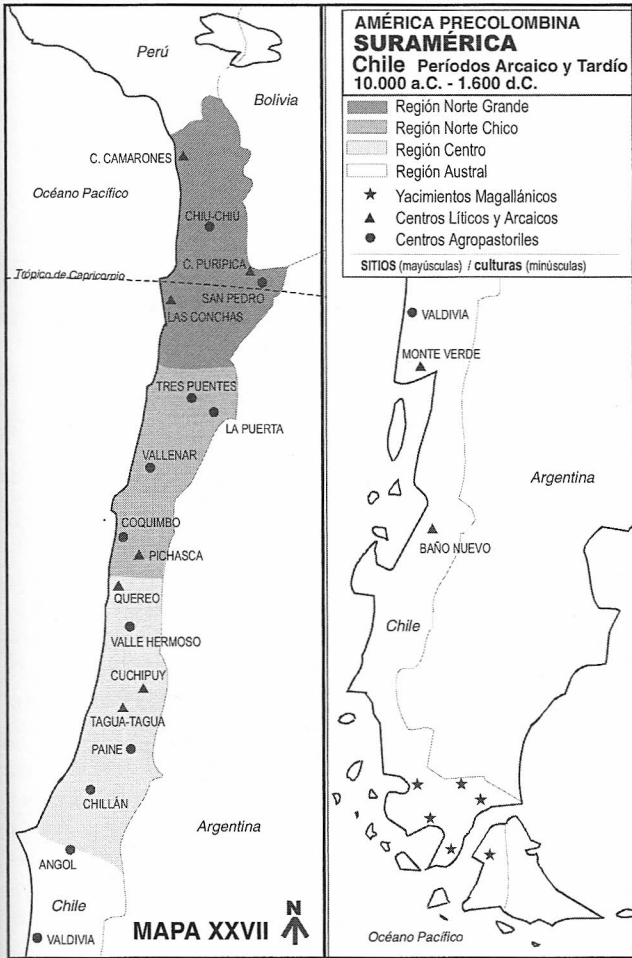 Perú
Bolivia
C. CAMARONES
Océano Pacífico
CHIU-CHIU
C. PURIPICA
Trópico de Capricornio
SAN PEDRO
LAS CONCHAS
TRES PUENTES
LA PUERTA
VALLENAR
COQUIMBO
PICHASCA
QUEREO
VALLE HERMOSO
CUCHIPUY
TAGUA-TAGUA
PAINE
CHILLÁN
Argentina
ANGOL
Chile
VALDIVIA
MAPA XXVII
N
AMÉRICA PRECOLOMBINA
SURAMÉRICA
Chile Períodos Arcaico y Tardío
10.000 a.C. - 1.600 d.C.
Región Norte Grande
Región Norte Chico
Región Centro
Región Austral
Yacimientos Magallánicos
Centros Líticos y Arcaicos
Centros Agropastoriles
SITIOS (mayúsculas) / culturas (minúsculas)
VALDIVIA
MONTE VERDE
Argentina
BAÑO NUEVO
Chile
Océano Pacífico